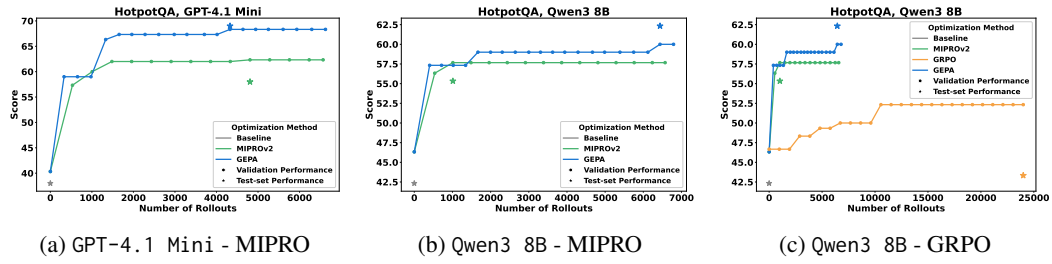 HotpotQA, GPT-4.1 Mini
70
65
60
55
50
45
40
Score
0
1000
2000
3000
4000
5000
6000
Number of Rollouts
Optimization Method
Baseline
MIPROv2
GEPA
Validation Performance
Test-set Performance
(a) GPT-4.1 Mini - MIPRO
HotpotQA, Qwen3 8B
62.5
60.0
57.5
55.0
52.5
50.0
47.5
45.0
42.5
Score
0
1000
2000
3000
4000
5000
6000
7000
Number of Rollouts
Optimization Method
Baseline
MIPROv2
GEPA
Validation Performance
Test-set Performance
(b) Qwen3 8B - MIPRO
HotpotQA, Qwen3 8B
62.5
60.0
57.5
55.0
52.5
50.0
47.5
45.0
42.5
Score
0
5000
10000
15000
20000
25000
Number of Rollouts
Optimization Method
Baseline
MIPROv2
GRPO
GEPA
Validation Performance
Test-set Performance
(c) Qwen3 8B - GRPO